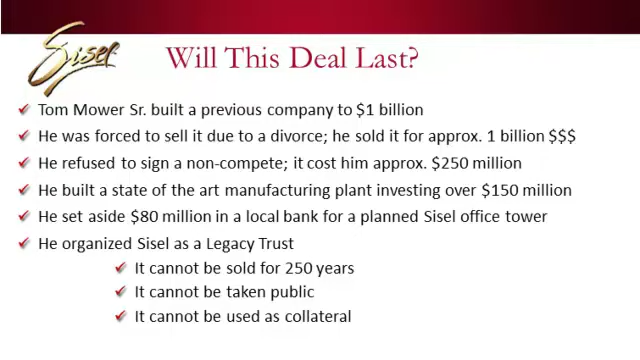 Sisel
Will This Deal Last?
Tom Mower Sr. built a previous company to $1 billion
He was forced to sell it due to a divorce; he sold it for approx. 1 billion $$$
He refused to sign a non-compete; it cost him approx. $250 million
He built a state of the art manufacturing plant investing over $150 million
He set aside $80 million in a local bank for a planned Sisel office tower
He organized Sisel as a Legacy Trust
It cannot be sold for 250 years
It cannot be taken public
It cannot be used as collateral